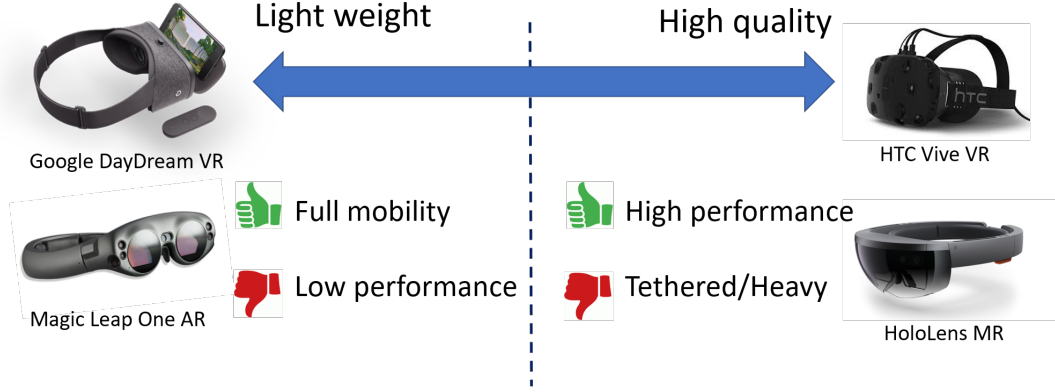 Light weight
High quality
hTC
Google DayDream VR
HTC Vive VR
Full mobility
High performance
Low performance
Tethered/Heavy
Magic Leap One AR
HoloLens MR